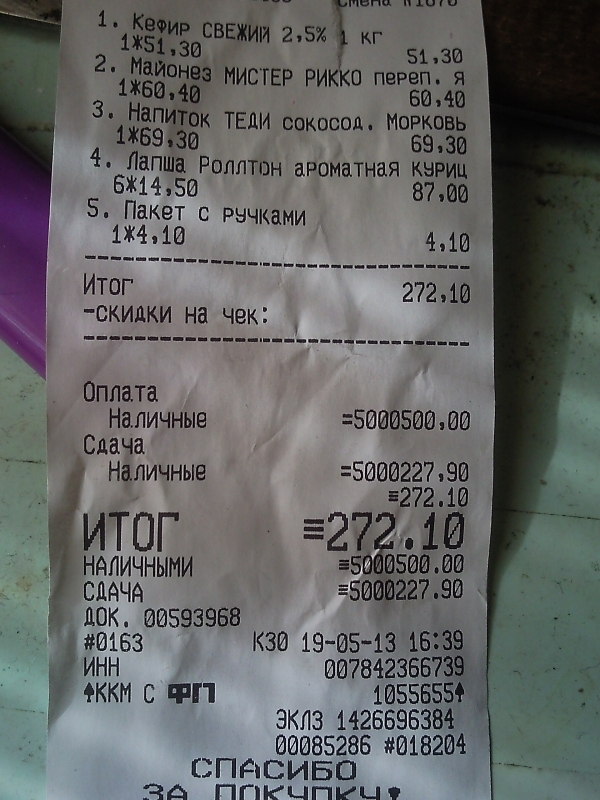 Смена №1070
1. Кефир СВЕЖИЙ 2,5% 1 кг
1*51,30 51,30
2. Майонез МИСТЕР РИККО переп. я
1*60,40 60,40
3. Напиток ТЕДИ сокосод. Морковь
1*69,30 69,30
4. Лапша Роллтон ароматная куриц
6*14,50 87,00
5. Пакет с ручками
1*4,10 4,10
Итог 272,10
-скидки на чек:
Оплата
Наличные =5000500,00
Сдача
Наличные =5000227,90
≡272.10
ИТОГ ≡272.10
НАЛИЧНЫМИ ≡5000500.00
СДАЧА ≡5000227.90
ДОК. 00593968
#0163 К30 19-05-13 16:39
ИНН 007842366739
↑ККМ С ФП 1055655↑
ЭКЛЗ 1426696384
00085286 #018204
СПАСИБО
ЗА ПОКУПКУ!